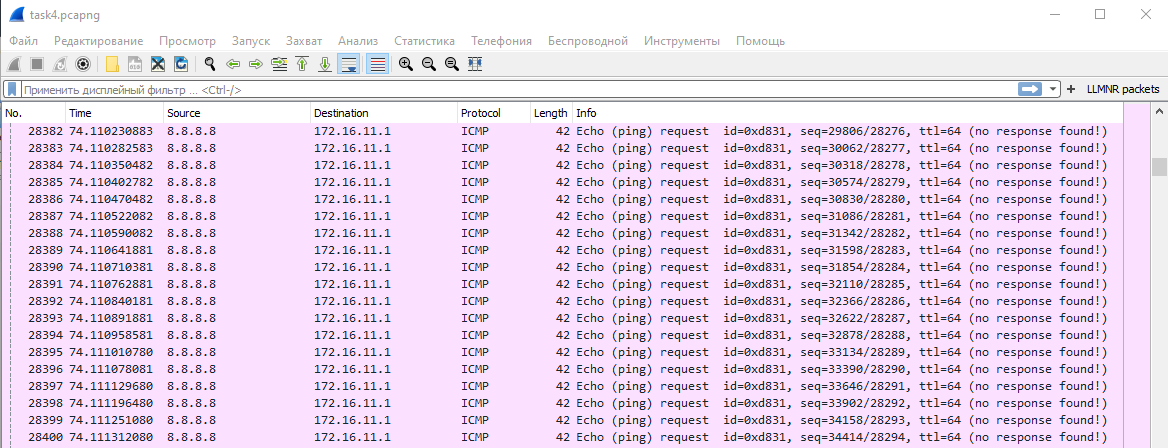 task4.pcapng
Файл Редактирование Просмотр Запуск Захват Анализ Статистика Телефония Беспроводной Инструменты Помощь
Применить дисплейный фильтр ... <Ctrl-/> LLMNR packets
No. Time Source Destination Protocol Length Info
28382 74.110230883 8.8.8.8 172.16.11.1 ICMP 42 Echo (ping) request id=0xd831, seq=29806/28276, ttl=64 (no response found!)
28383 74.110282583 8.8.8.8 172.16.11.1 ICMP 42 Echo (ping) request id=0xd831, seq=30062/28277, ttl=64 (no response found!)
28384 74.110350482 8.8.8.8 172.16.11.1 ICMP 42 Echo (ping) request id=0xd831, seq=30318/28278, ttl=64 (no response found!)
28385 74.110402782 8.8.8.8 172.16.11.1 ICMP 42 Echo (ping) request id=0xd831, seq=30574/28279, ttl=64 (no response found!)
28386 74.110470482 8.8.8.8 172.16.11.1 ICMP 42 Echo (ping) request id=0xd831, seq=30830/28280, ttl=64 (no response found!)
28387 74.110522082 8.8.8.8 172.16.11.1 ICMP 42 Echo (ping) request id=0xd831, seq=31086/28281, ttl=64 (no response found!)
28388 74.110590082 8.8.8.8 172.16.11.1 ICMP 42 Echo (ping) request id=0xd831, seq=31342/28282, ttl=64 (no response found!)
28389 74.110641881 8.8.8.8 172.16.11.1 ICMP 42 Echo (ping) request id=0xd831, seq=31598/28283, ttl=64 (no response found!)
28390 74.110710381 8.8.8.8 172.16.11.1 ICMP 42 Echo (ping) request id=0xd831, seq=31854/28284, ttl=64 (no response found!)
28391 74.110762881 8.8.8.8 172.16.11.1 ICMP 42 Echo (ping) request id=0xd831, seq=32110/28285, ttl=64 (no response found!)
28392 74.110840181 8.8.8.8 172.16.11.1 ICMP 42 Echo (ping) request id=0xd831, seq=32366/28286, ttl=64 (no response found!)
28393 74.110891881 8.8.8.8 172.16.11.1 ICMP 42 Echo (ping) request id=0xd831, seq=32622/28287, ttl=64 (no response found!)
28394 74.110958581 8.8.8.8 172.16.11.1 ICMP 42 Echo (ping) request id=0xd831, seq=32878/28288, ttl=64 (no response found!)
28395 74.111010780 8.8.8.8 172.16.11.1 ICMP 42 Echo (ping) request id=0xd831, seq=33134/28289, ttl=64 (no response found!)
28396 74.111078081 8.8.8.8 172.16.11.1 ICMP 42 Echo (ping) request id=0xd831, seq=33390/28290, ttl=64 (no response found!)
28397 74.111129680 8.8.8.8 172.16.11.1 ICMP 42 Echo (ping) request id=0xd831, seq=33646/28291, ttl=64 (no response found!)
28398 74.111196480 8.8.8.8 172.16.11.1 ICMP 42 Echo (ping) request id=0xd831, seq=33902/28292, ttl=64 (no response found!)
28399 74.111251080 8.8.8.8 172.16.11.1 ICMP 42 Echo (ping) request id=0xd831, seq=34158/28293, ttl=64 (no response found!)
28400 74.111312080 8.8.8.8 172.16.11.1 ICMP 42 Echo (ping) request id=0xd831, seq=34414/28294, ttl=64 (no response found!)